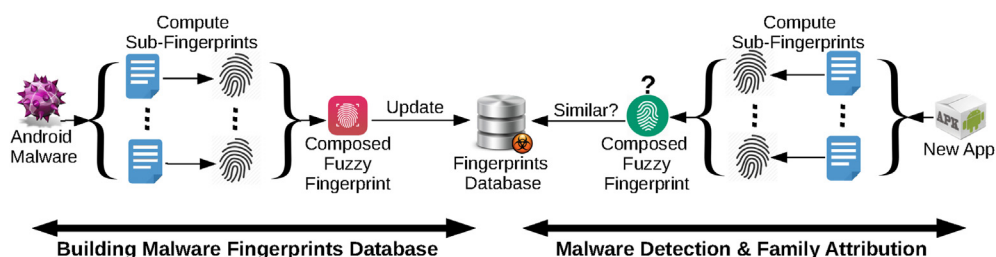 Compute
Sub-Fingerprints
Android
Malware
Composed
Fuzzy
Fingerprint
Update
Fingerprints
Database
Similar?
?
Composed
Fuzzy
Fingerprint
Compute
Sub-Fingerprints
APK
New App
Building Malware Fingerprints Database
Malware Detection & Family Attribution